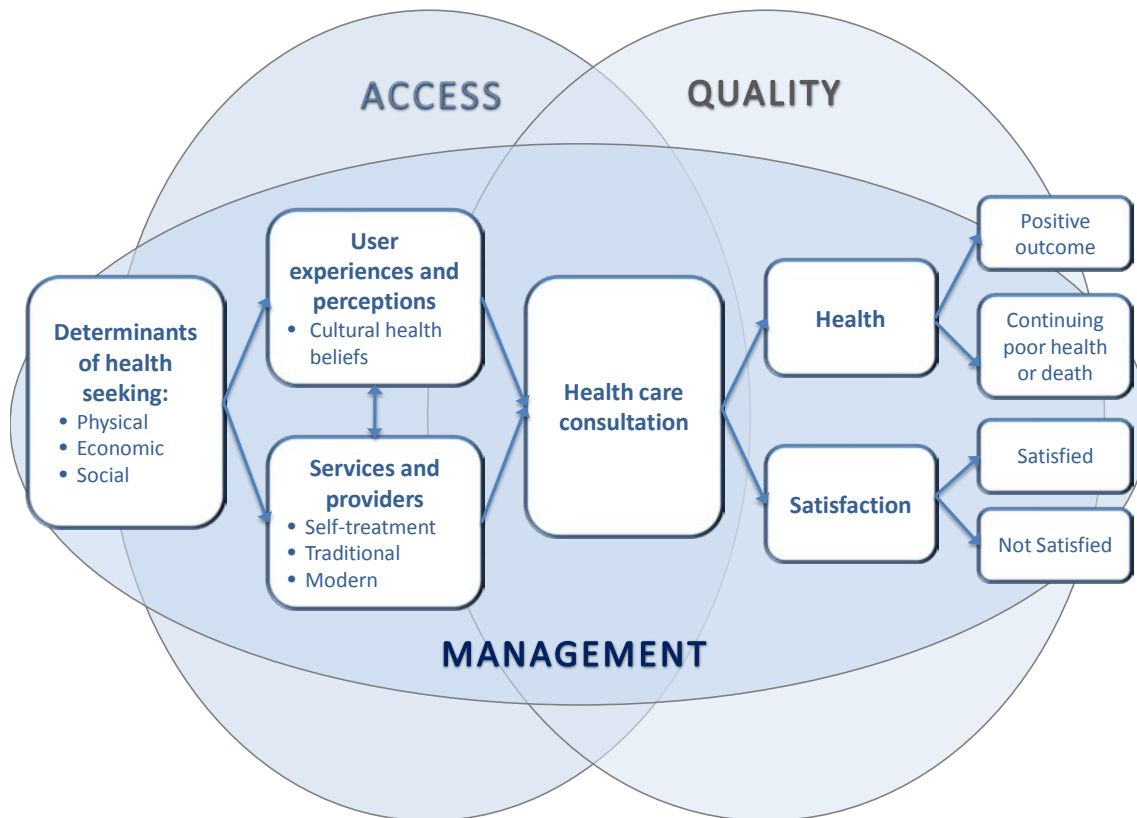 ACCESS
QUALITY
Determinants
of health
seeking:
• Physical
• Economic
• Social
User
experiences and
perceptions
• Cultural health
beliefs
Services and
providers
• Self-treatment
• Traditional
• Modern
Health care
consultation
Health
Satisfaction
Positive
outcome
Continuing
poor health
or death
Satisfied
Not Satisfied
MANAGEMENT